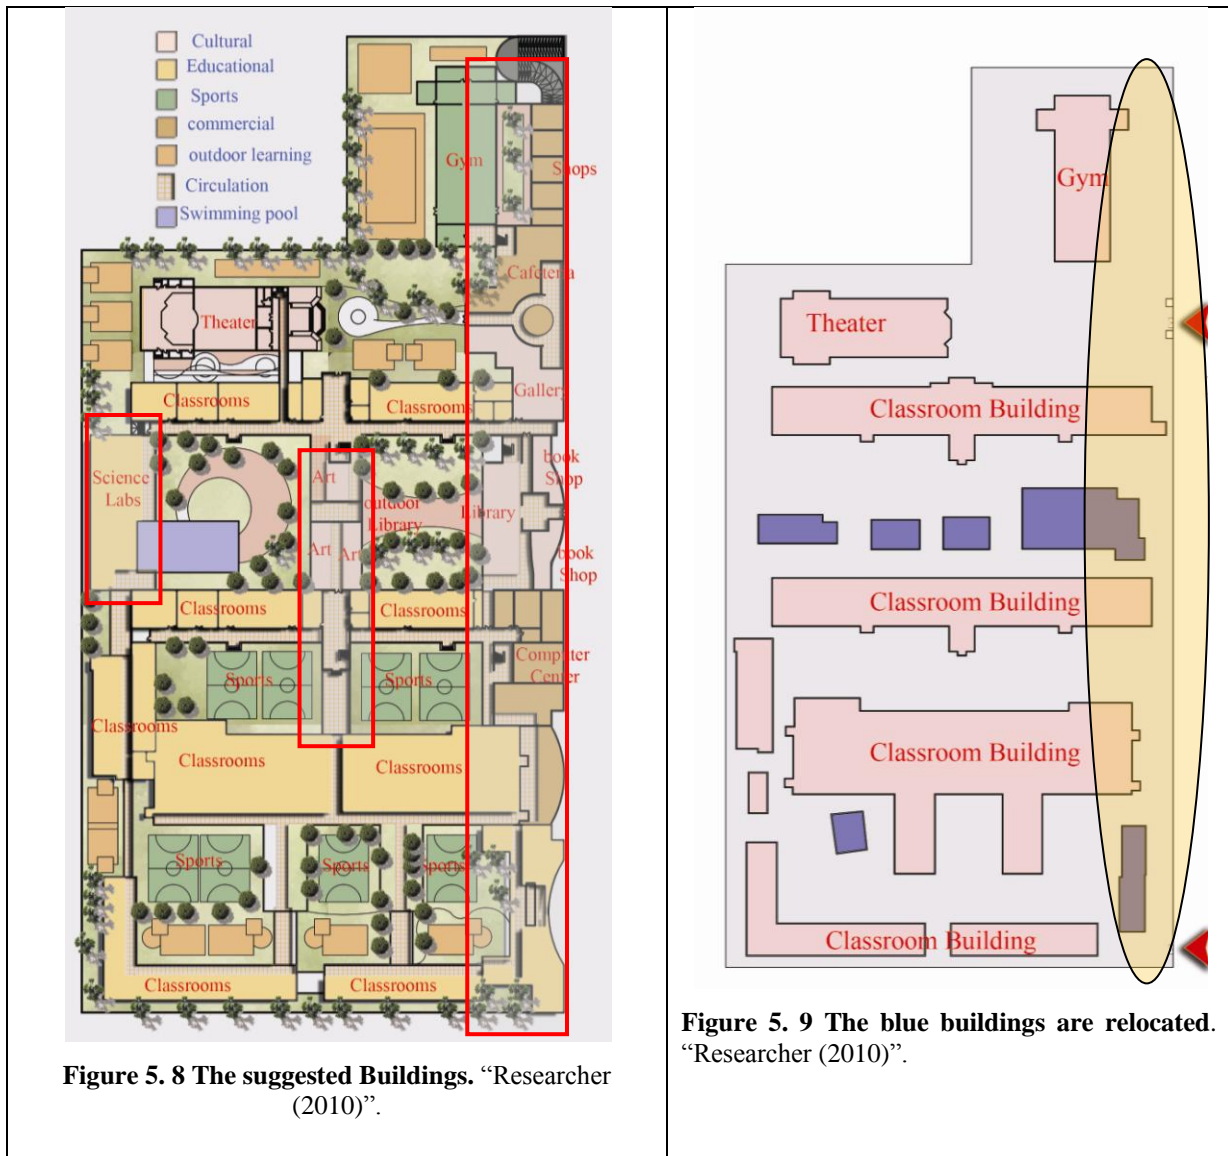 Cultural
Educational
Sports
commercial
outdoor learning
Circulation
Swimming pool
Gym
Shops
Cafeteria
Theater
Gallery
Classrooms
Classrooms
Science
Labs
Art
outdoor
Library
Library
book
Shop
Art
Art
book
Shop
Classrooms
Classrooms
Sports
Sports
Computer
Center
Classrooms
Classrooms
Classrooms
Sports
Sports
Sports
Classrooms
Classrooms
Figure 5. 8 The suggested Buildings. “Researcher
(2010)”.
Gym
Theater
Classroom Building
Classroom Building
Classroom Building
Classroom Building
Figure 5. 9 The blue buildings are relocated.
“Researcher (2010)”.